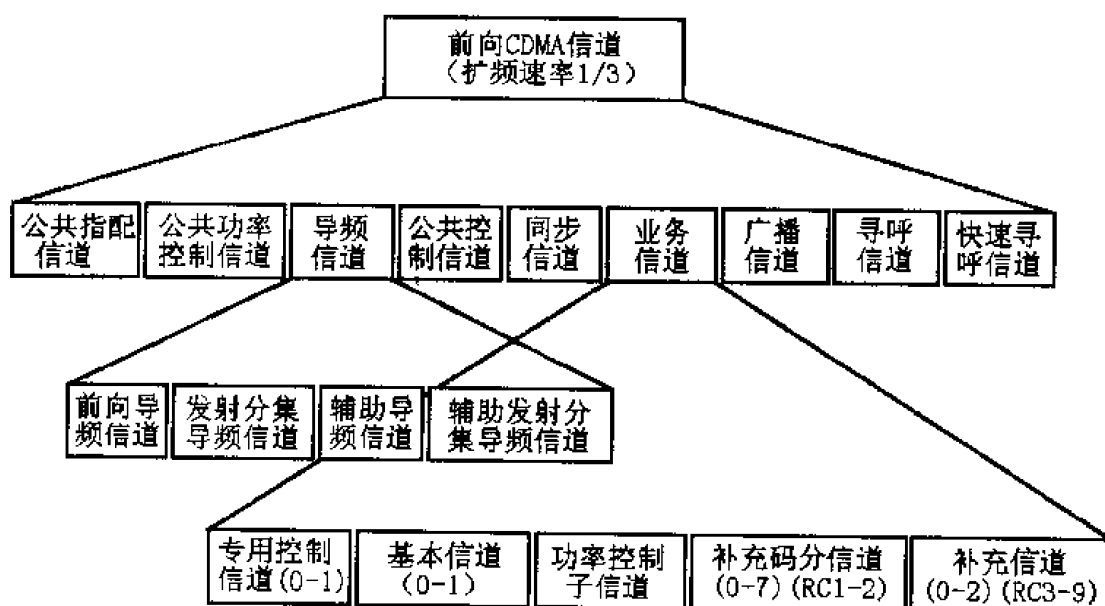 前向CDMA信道
（扩频速率1/3）
公共指配
信道
公共功率
控制信道
导频
信道
公共控
制信道
同步
信道
业务
信道
广播
信道
寻呼
信道
快速寻
呼信道
前向导
频信道
发射分集
导频信道
辅助导
频信道
辅助发射分
集导频信道
专用控制
信道(0-1)
基本信道
(0-1)
功率控制
子信道
补充码分信道
(0-7)(RC1-2)
补充信道
(0-2)(RC3-9)